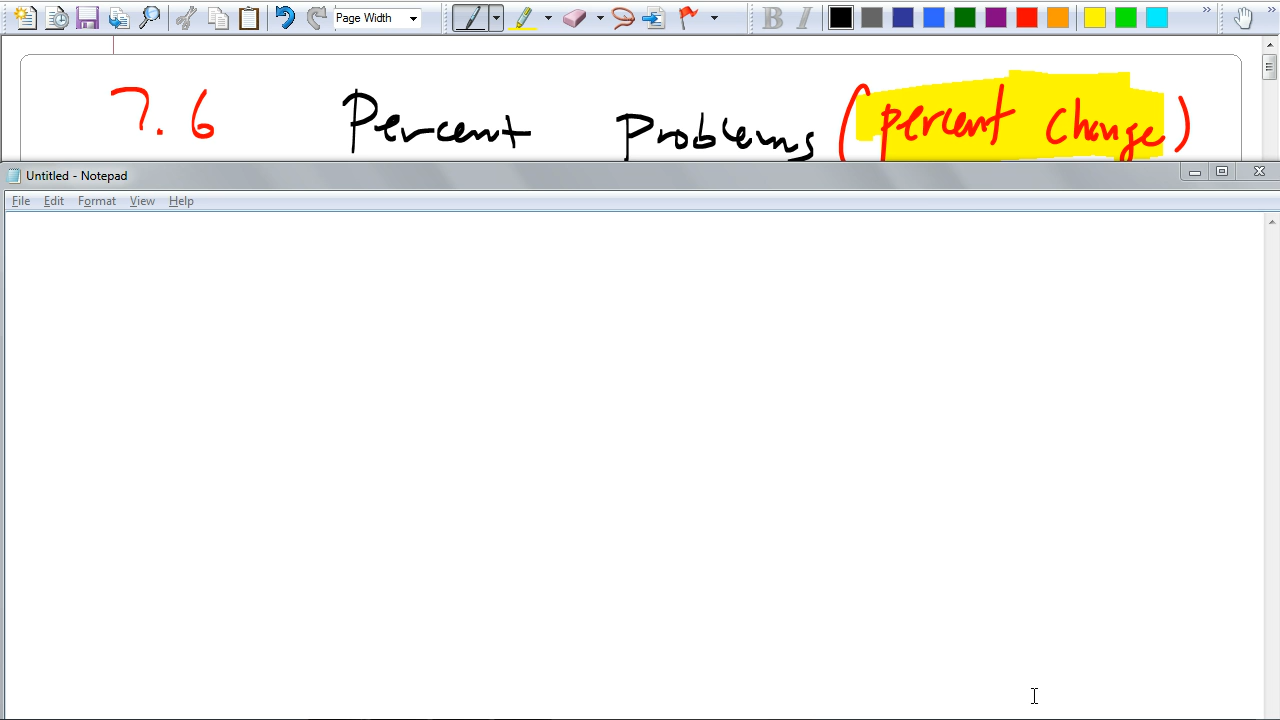 Page Width
B I
7.6 Percent Problems (percent change)
Untitled - Notepad
File Edit Format View Help